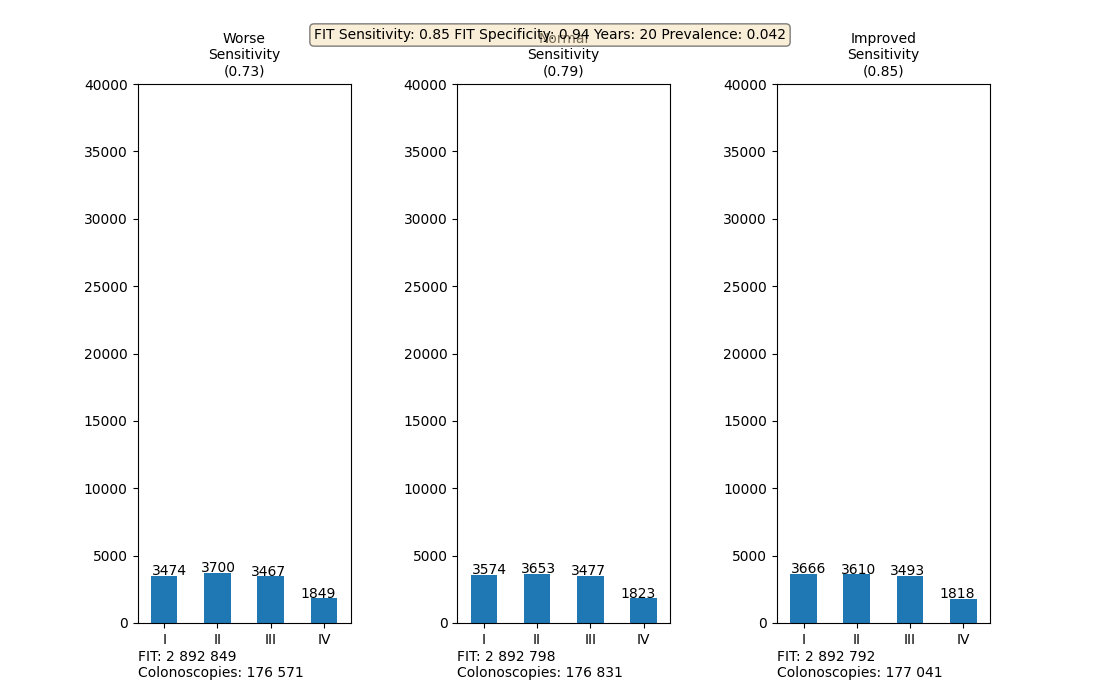 FIT Sensitivity: 0.85 FIT Specificity: 0.94 Years: 20 Prevalence: 0.042
Worse
Sensitivity
(0.73)
40000
35000
30000
25000
20000
15000
10000
5000
0
3474
3700
3467
1849
I
II
III
IV
FIT: 2 892 849
Colonoscopies: 176 571
Normal
Sensitivity
(0.79)
40000
35000
30000
25000
20000
15000
10000
5000
0
3574
3653
3477
1823
I
II
III
IV
FIT: 2 892 798
Colonoscopies: 176 831
Improved
Sensitivity
(0.85)
40000
35000
30000
25000
20000
15000
10000
5000
0
3666
3610
3493
1818
I
II
III
IV
FIT: 2 892 792
Colonoscopies: 177 041